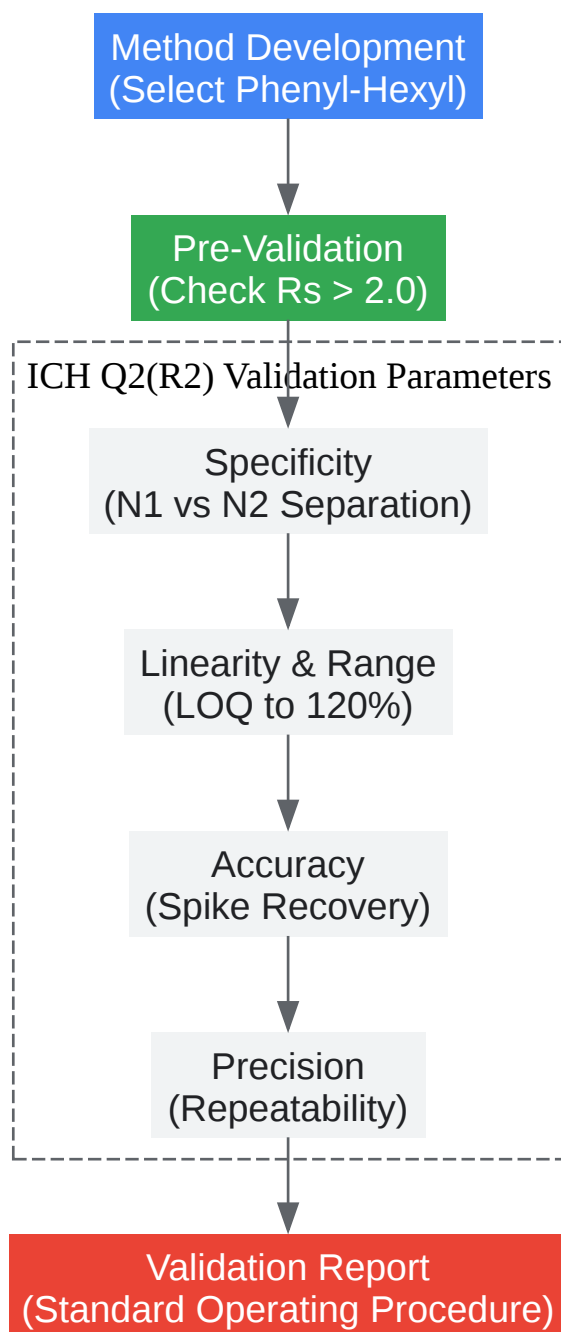 Method Development
(Select Phenyl-Hexyl)
Pre-Validation
(Check Rs > 2.0)
ICH Q2(R2) Validation Parameters
Specificity
(N1 vs N2 Separation)
Linearity & Range
(LOQ to 120%)
Accuracy
(Spike Recovery)
Precision
(Repeatability)
Validation Report
(Standard Operating Procedure)